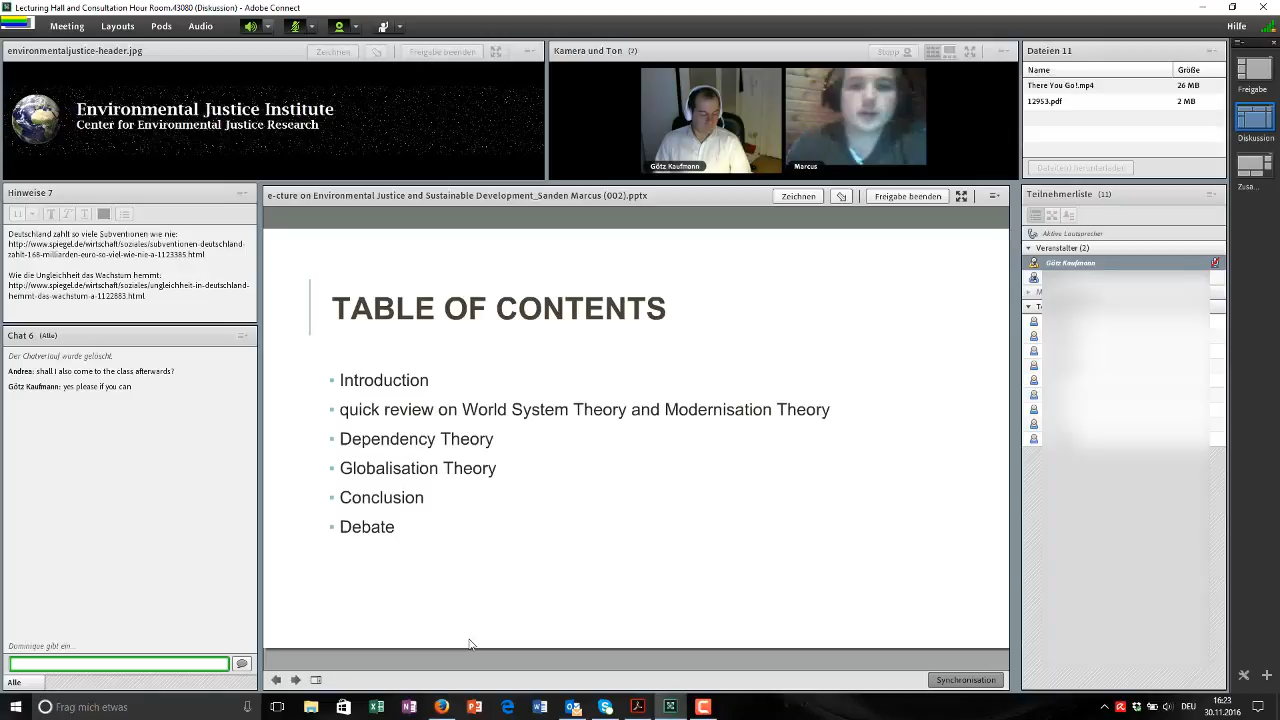 Lecturing Hall and Consultation Hour Room.43080 (Diskussion) - Adobe Connect
Meeting Layouts Pods Audio Hilfe
environmentaljustice-header.jpg Zeichnen Freigabe beenden
Environmental Justice Institute
Center for Environmental Justice Research
Kamera und Ton (2) Stopp
Götz Kaufmann Marcus
Dateien 11
Name Größe
There You Go!.mp4 26 MB
12953.pdf 2 MB
Datei(en) herunterladen
Freigabe
Diskussion
Zusa...
Hinweise 7
11
Deutschland zahlt so viele Subventionen wie nie:
http://www.spiegel.de/wirtschaft/soziales/subventionen-deutschland-
zahlt-168-milliarden-euro-so-viel-wie-nie-a-1123385.html
Wie die Ungleichheit das Wachstum hemmt:
http://www.spiegel.de/wirtschaft/soziales/ungleichheit-in-deutschland-
hemmt-das-wachstum-a-1122883.html
Chat 6 (Alle)
Der Chatverlauf wurde gelöscht.
Andrea: shall I also come to the class afterwards?
Götz Kaufmann: yes please if you can
Dominique gibt ein...
Alle
e-cture on Environmental Justice and Sustainable Development_Sanden Marcus (002).pptx Zeichnen Freigabe beenden
TABLE OF CONTENTS
Introduction
quick review on World System Theory and Modernisation Theory
Dependency Theory
Globalisation Theory
Conclusion
Debate
Synchronisation
Teilnehmerliste (11)
Aktive Lautsprecher
Veranstalter (2)
Götz Kaufmann
Frag mich etwas
DEU
16:23
30.11.2016